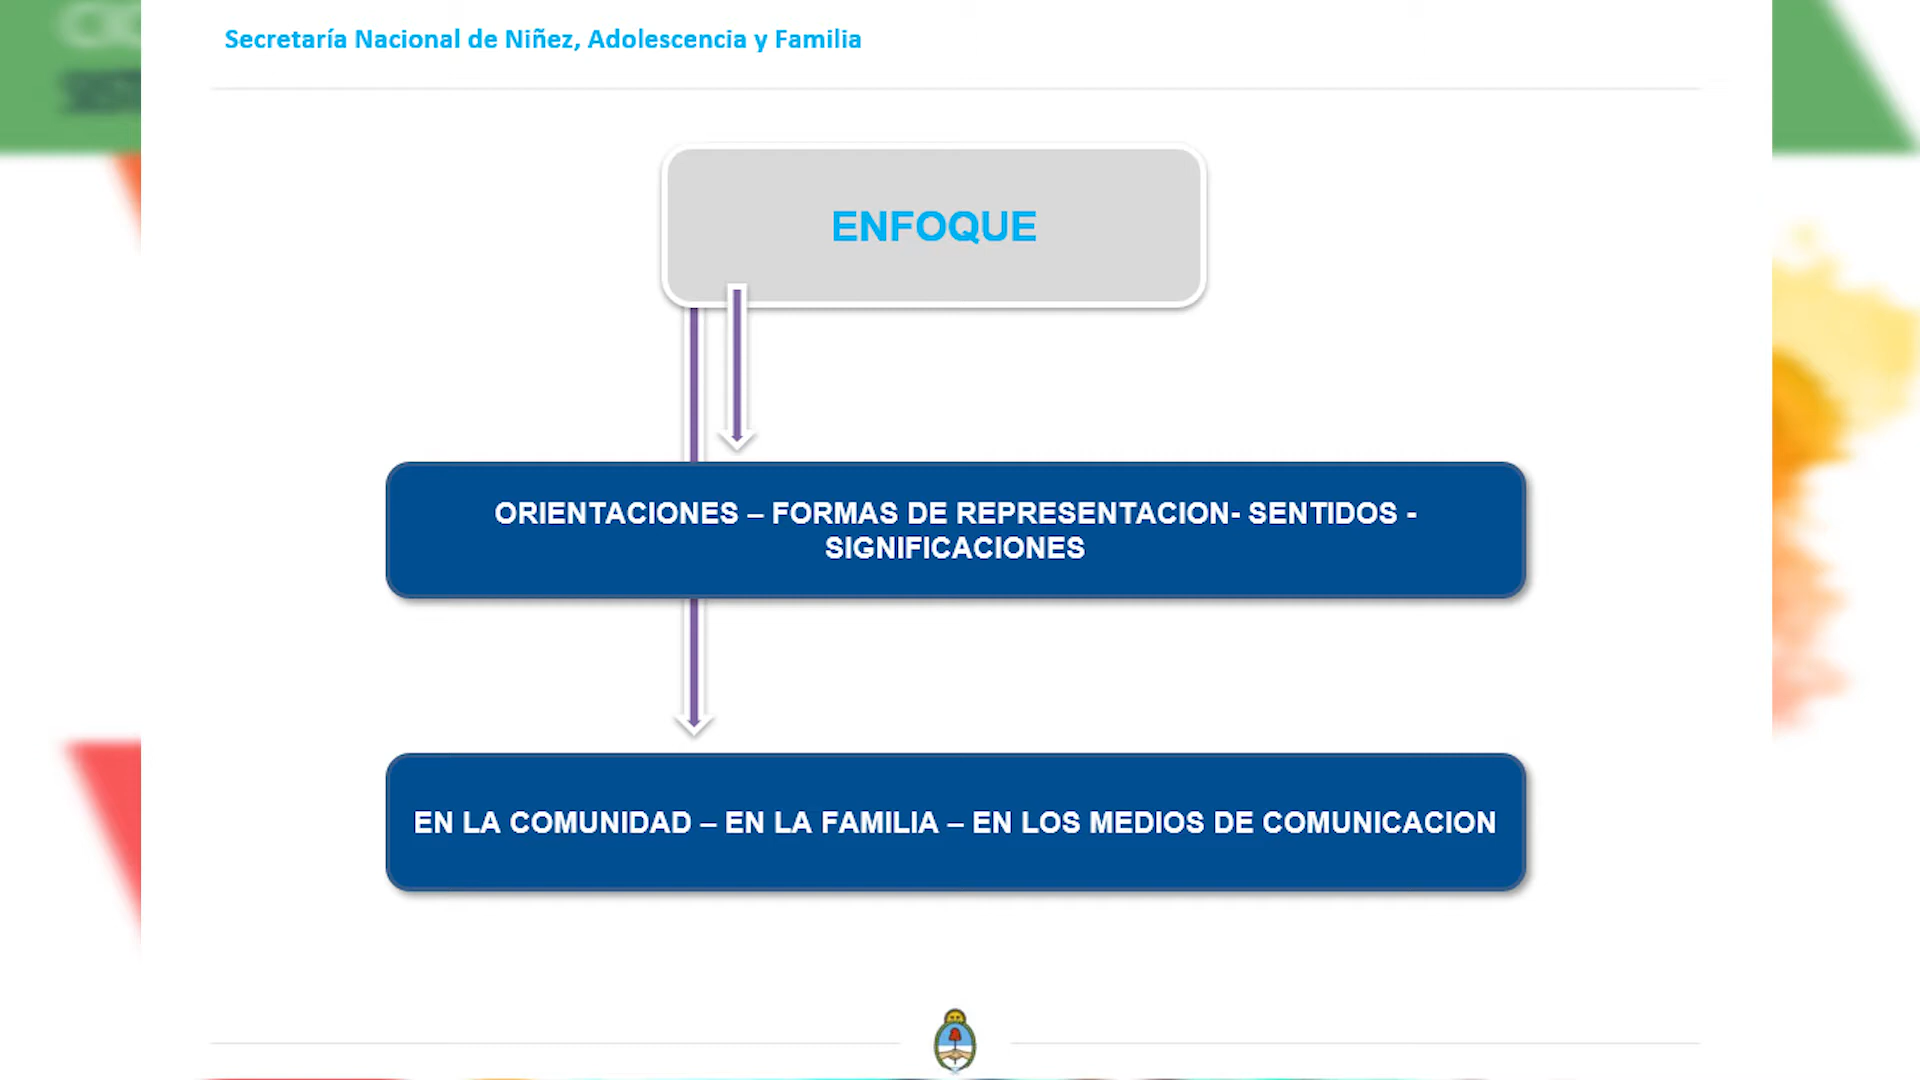 Secretaría Nacional de Niñez, Adolescencia y Familia
ENFOQUE
ORIENTACIONES – FORMAS DE REPRESENTACION- SENTIDOS -
SIGNIFICACIONES
EN LA COMUNIDAD – EN LA FAMILIA – EN LOS MEDIOS DE COMUNICACION